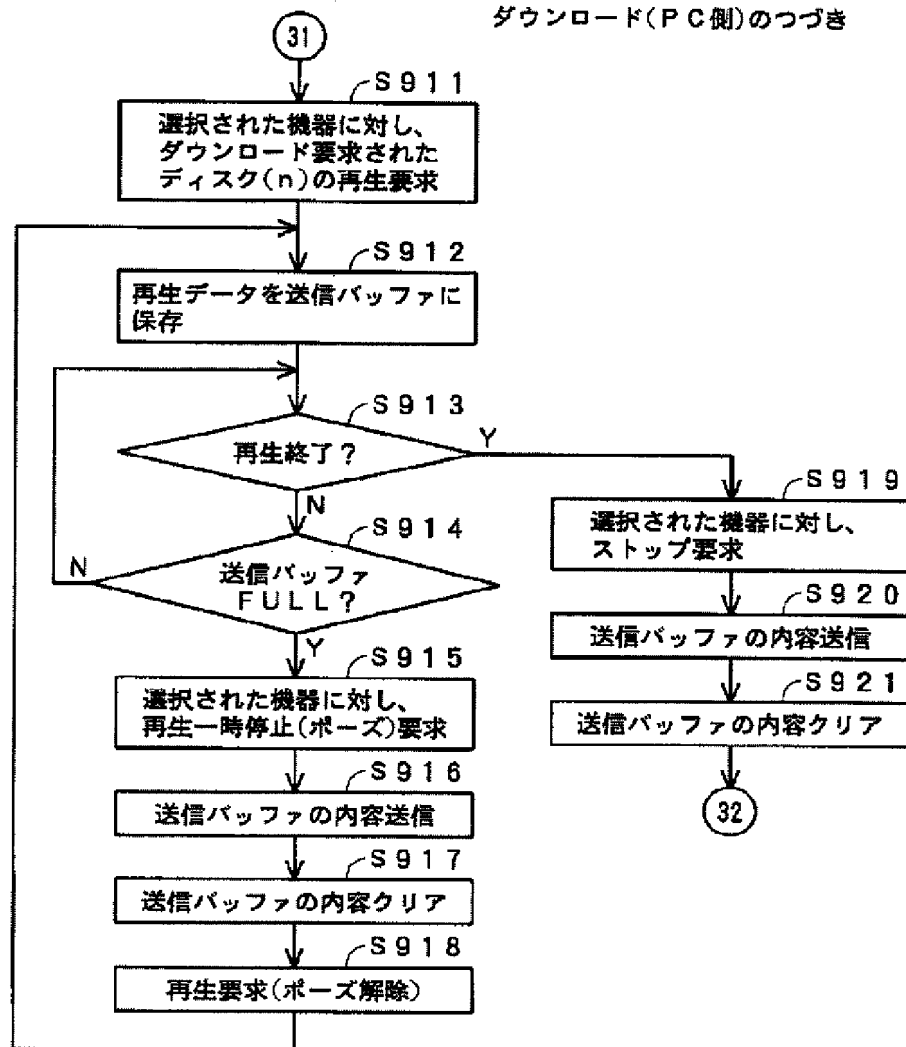 ダウンロード(ＰＣ側)のつづき
31
Ｓ９１１
選択された機器に対し、
ダウンロード要求された
ディスク(n)の再生要求
Ｓ９１２
再生データを送信バッファに
保存
Ｓ９１３
再生終了？
Y
N
Ｓ９１４
送信バッファ
ＦＵＬＬ？
N
Y
Ｓ９１５
選択された機器に対し、
再生一時停止(ポーズ)要求
Ｓ９１６
送信バッファの内容送信
Ｓ９１７
送信バッファの内容クリア
Ｓ９１８
再生要求(ポーズ解除)
Ｓ９１９
選択された機器に対し、
ストップ要求
Ｓ９２０
送信バッファの内容送信
Ｓ９２１
送信バッファの内容クリア
32